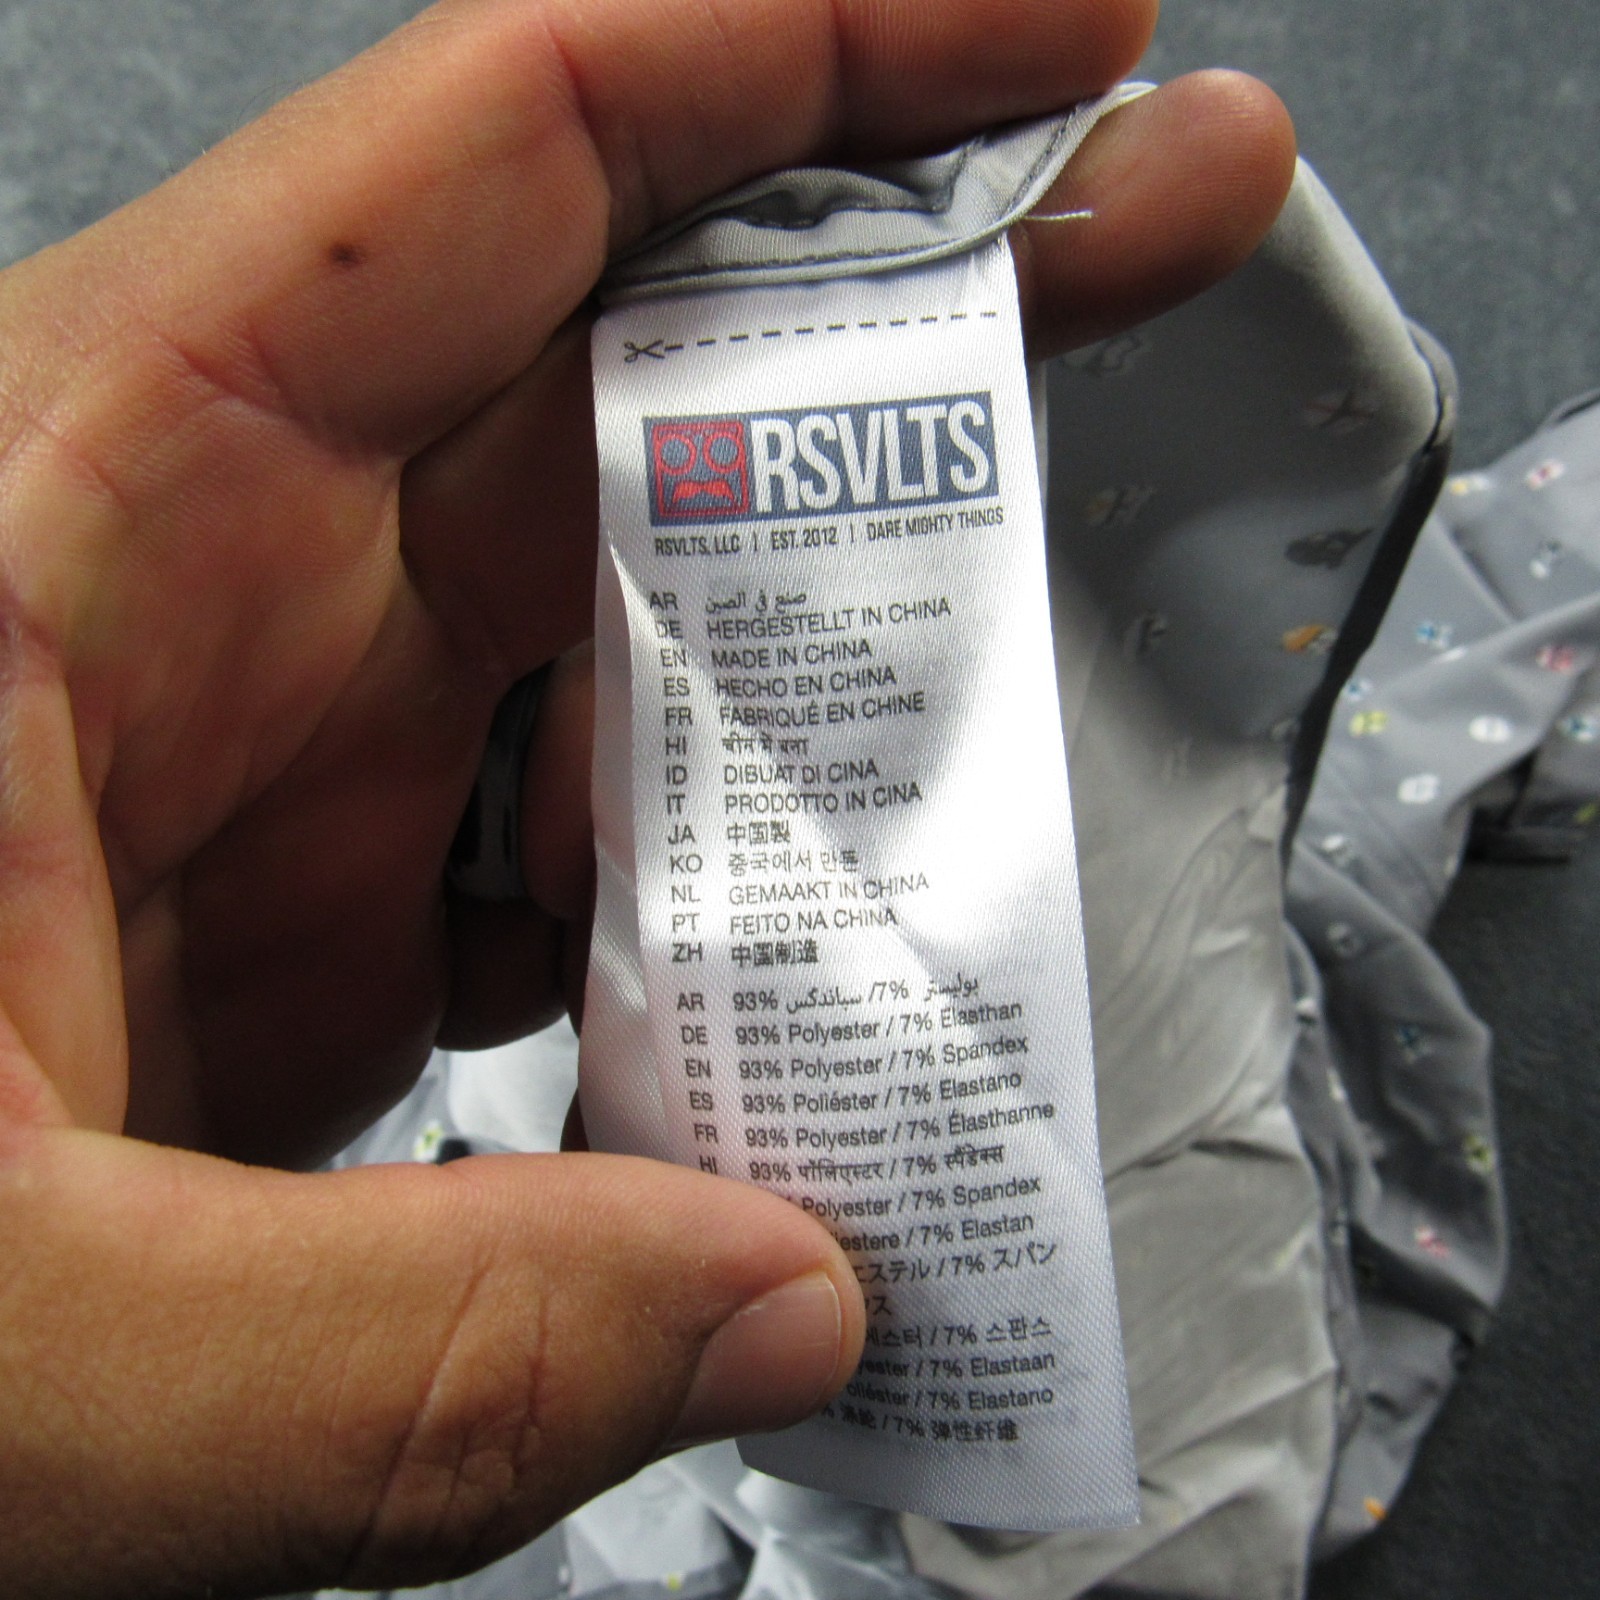 RSVLTS
RSVLTS, LLC | EST. 2012 | DARE MIGHTY THINGS
AR صنع في الصين
DE HERGESTELLT IN CHINA
EN MADE IN CHINA
ES HECHO EN CHINA
FR FABRIQUÉ EN CHINE
HI चीन में बना
ID DIBUAT DI CINA
IT PRODOTTO IN CINA
JA 中国製
KO 중국에서 만든
NL GEMAAKT IN CHINA
PT FEITO NA CHINA
ZH 中国制造
AR 93% سباندكس /7% بوليستر
DE 93% Polyester / 7% Elasthan
EN 93% Polyester / 7% Spandex
ES 93% Poliéster / 7% Elastano
FR 93% Polyester / 7% Élasthanne
HI 93% पॉलिएस्टर / 7% स्पैंडेक्स
Polyester / 7% Spandex
/ 7% Elastan
/ 7% スパン
/ 7% 스판스
/ 7% Elastaan
/ 7% Elastano
/ 7% 弹性纤维